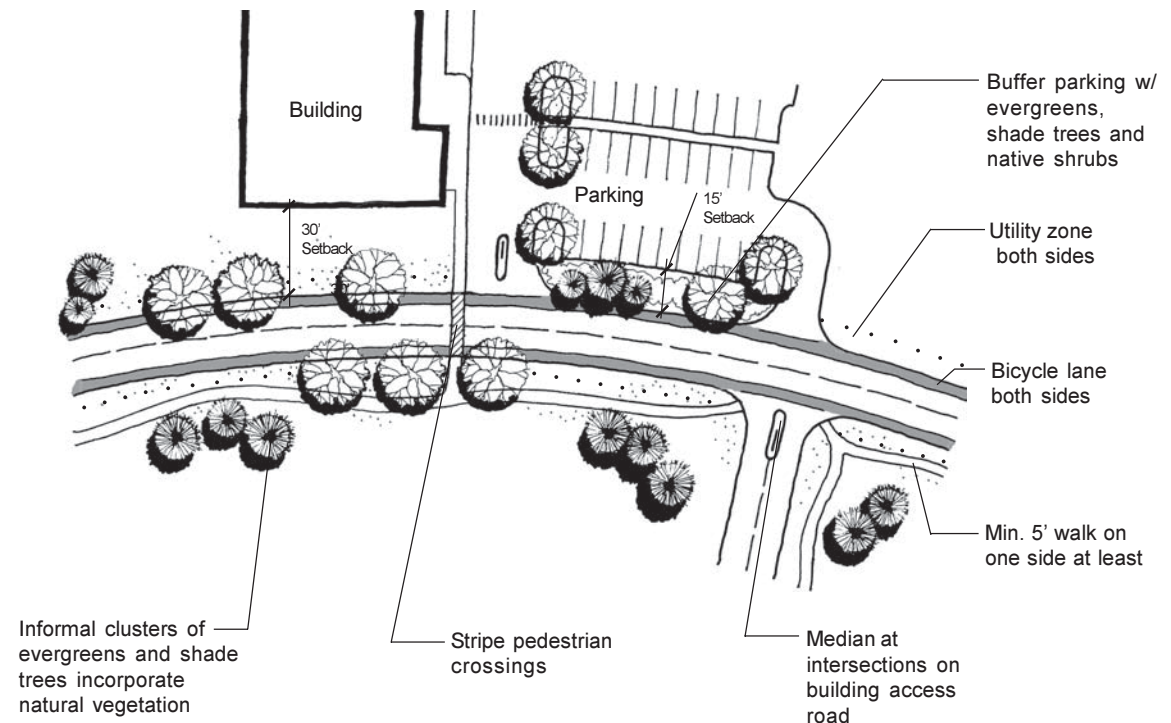 Building
Buffer parking w/
evergreens,
shade trees and
native shrubs
Parking
15'
Setback
30'
Setback
Utility zone
both sides
Bicycle lane
both sides
Min. 5' walk on
one side at least
Informal clusters of
evergreens and shade
trees incorporate
natural vegetation
Stripe pedestrian
crossings
Median at
intersections on
building access
road